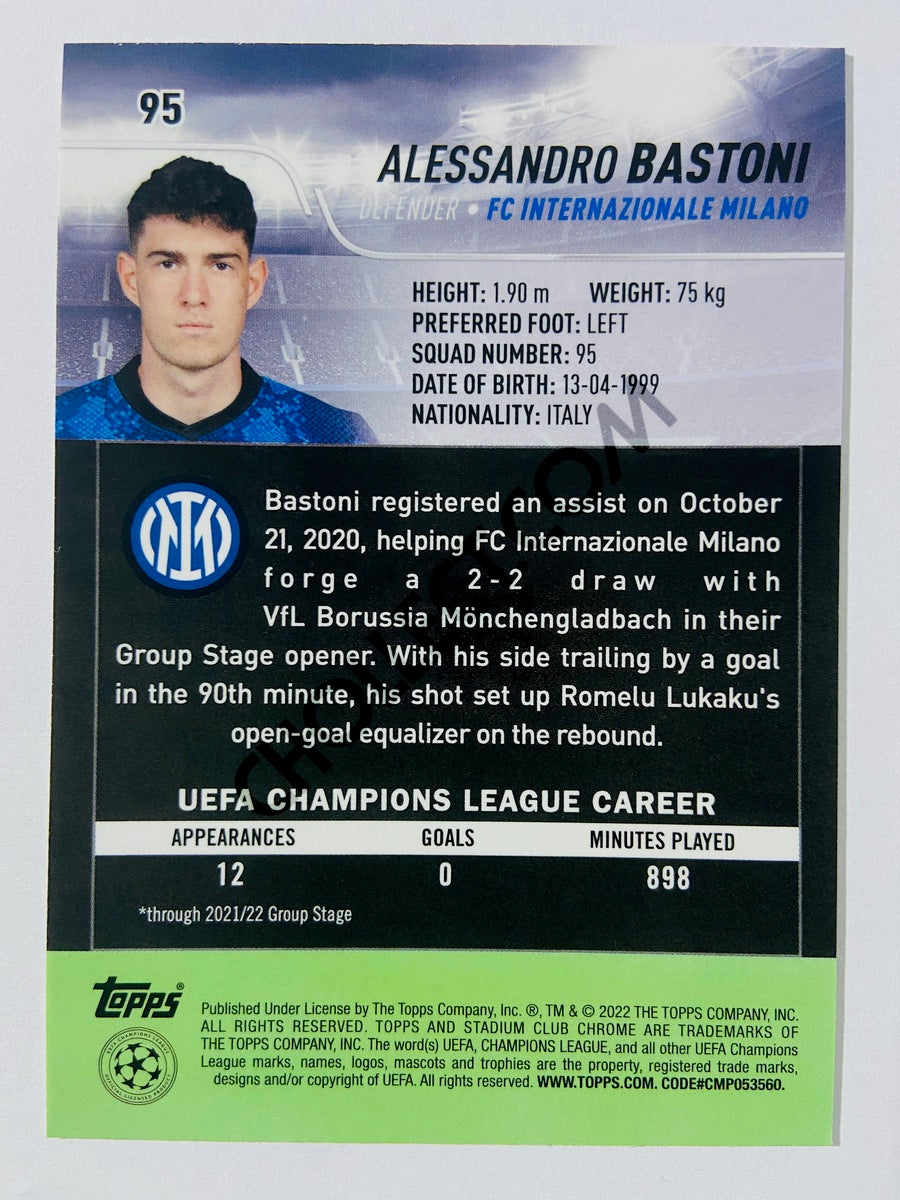 95
ALESSANDRO BASTONI
DEFENDER • FC INTERNAZIONALE MILANO
HEIGHT: 1.90 m WEIGHT: 75 kg
PREFERRED FOOT: LEFT
SQUAD NUMBER: 95
DATE OF BIRTH: 13-04-1999
NATIONALITY: ITALY
Bastoni registered an assist on October
21, 2020, helping FC Internazionale Milano
forge a 2-2 draw with
VfL Borussia Mönchengladbach in their
Group Stage opener. With his side trailing by a goal
in the 90th minute, his shot set up Romelu Lukaku's
open-goal equalizer on the rebound.
UEFA CHAMPIONS LEAGUE CAREER
APPEARANCES GOALS MINUTES PLAYED
12 0 898
*through 2021/22 Group Stage
Topps®
UEFA CHAMPIONS LEAGUE
OFFICIAL LICENSED PRODUCT
Published Under License by The Topps Company, Inc. ®, TM & © 2022 THE TOPPS COMPANY, INC.
ALL RIGHTS RESERVED. TOPPS AND STADIUM CLUB CHROME ARE TRADEMARKS OF
THE TOPPS COMPANY, INC. The word(s) UEFA, CHAMPIONS LEAGUE, and all other UEFA Champions
League marks, names, logos, mascots and trophies are the property, registered trade marks,
designs and/or copyright of UEFA. All rights reserved. WWW.TOPPS.COM. CODE#CMP053560.